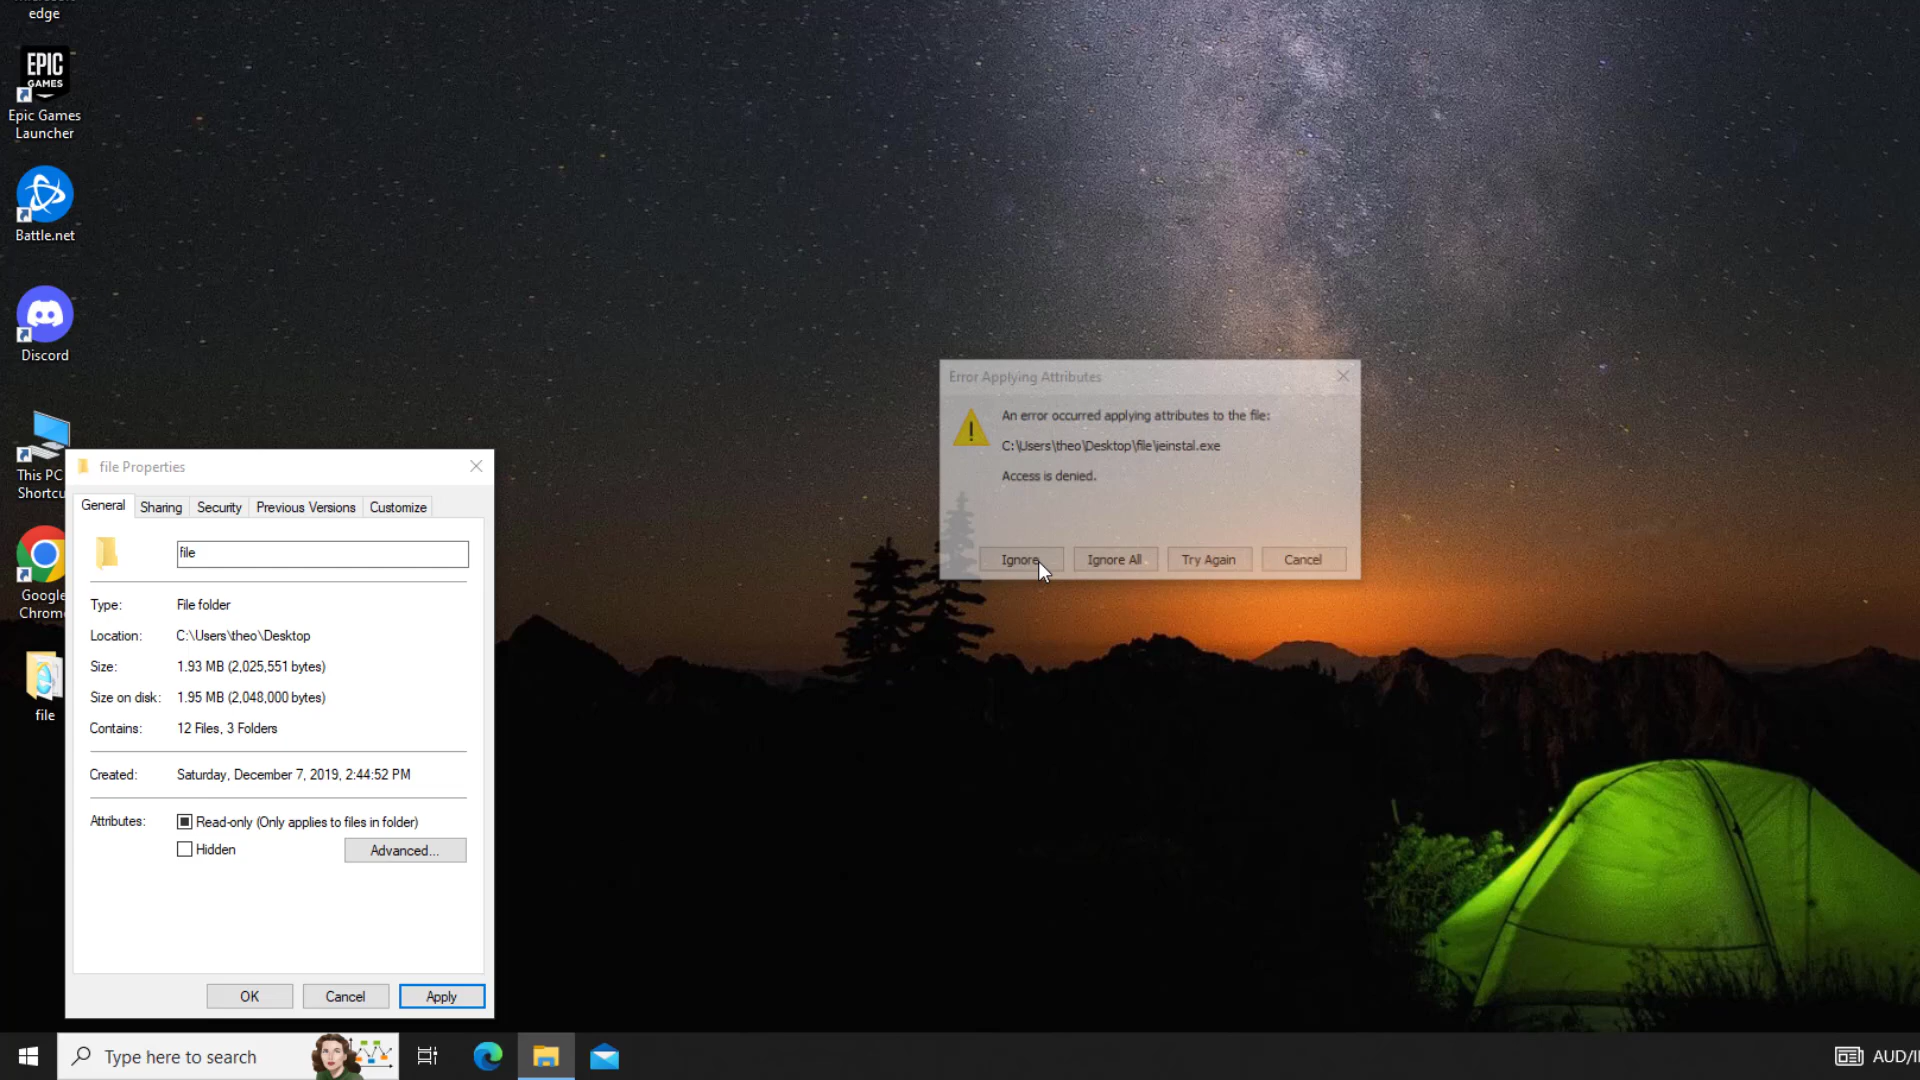 edge
EPIC
GAMES
Epic Games
Launcher
Battle.net
Discord
This PC
Shortcu
Google
Chrome
file
file Properties
General
Sharing
Security
Previous Versions
Customize
file
Type:
File folder
Location:
C:\Users\theo\Desktop
Size:
1.93 MB (2,025,551 bytes)
Size on disk:
1.95 MB (2,048,000 bytes)
Contains:
12 Files, 3 Folders
Created:
Saturday, December 7, 2019, 2:44:52 PM
Attributes:
Read-only (Only applies to files in folder)
Hidden
Advanced...
OK
Cancel
Apply
Error Applying Attributes
An error occurred applying attributes to the file:
C:\Users\theo\Desktop\file\ieinstal.exe
Access is denied.
Ignore
Ignore All
Try Again
Cancel
Type here to search
AUD/I